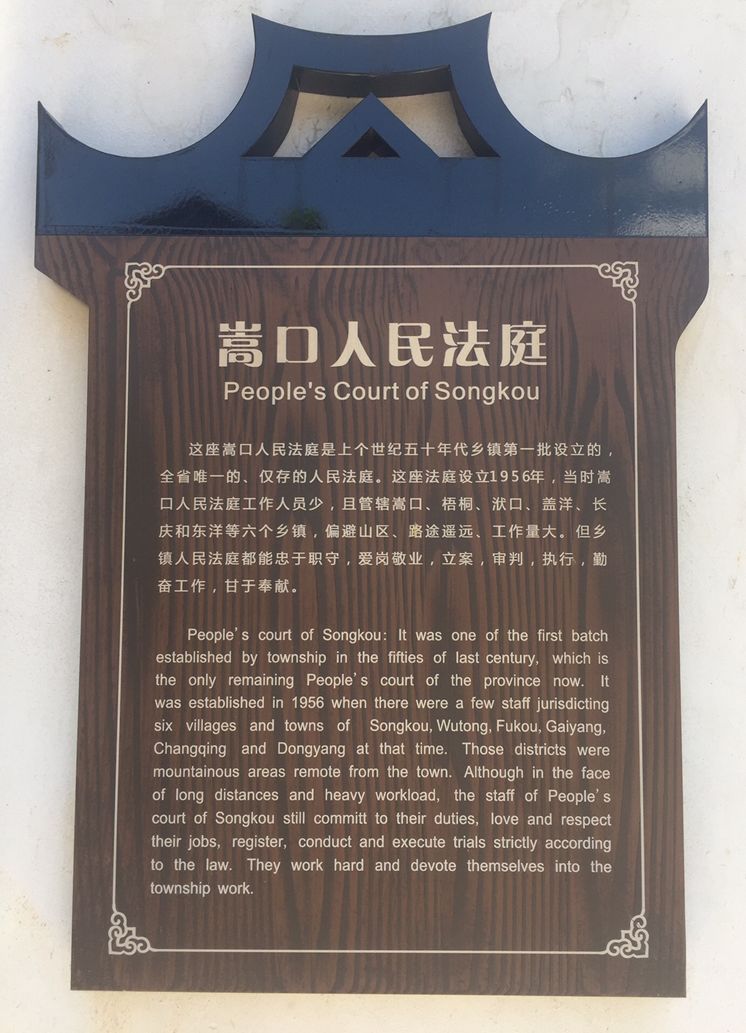 嵩口人民法庭
People's Court of Songkou
这座嵩口人民法庭是上个世纪五十年代乡镇第一批设立的，
全省唯一的、仅存的人民法庭。这座法庭设立1956年，当时嵩
口人民法庭工作人员少，且管辖嵩口、梧桐、洑口、盖洋、长
庆和东洋等六个乡镇，偏避山区、路途遥远、工作量大。但乡
镇人民法庭都能忠于职守，爱岗敬业，立案，审判，执行，勤
奋工作，甘于奉献。
People's court of Songkou: It was one of the first batch
established by township in the fifties of last century, which is
the only remaining People's court of the province now. It
was established in 1956 when there were a few staff jurisdicting
six villages and towns of Songkou, Wutong, Fukou, Gaiyang,
Changqing and Dongyang at that time. Those districts were
mountainous areas remote from the town. Although in the face
of long distances and heavy workload, the staff of People's
court of Songkou still committ to their duties, love and respect
their jobs, register, conduct and execute trials strictly according
to the law. They work hard and devote themselves into the
township work.